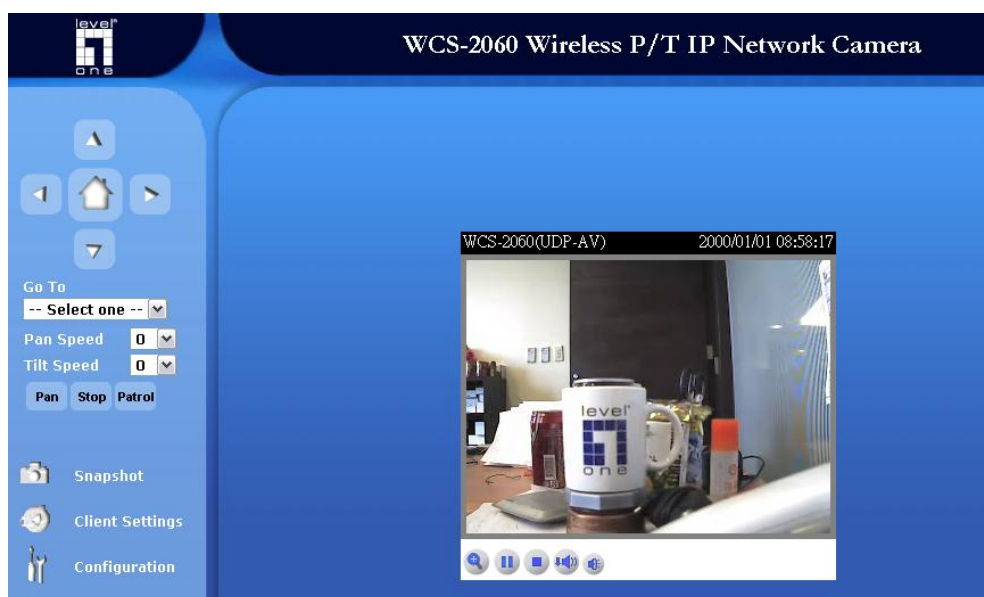 level
one
WCS-2060 Wireless P/T IP Network Camera
Go To
-- Select one --
Pan Speed 0
Tilt Speed 0
Pan Stop Patrol
Snapshot
Client Settings
Configuration
WCS-2060(UDP-AV) 2000/01/01 08:58:17
level
one